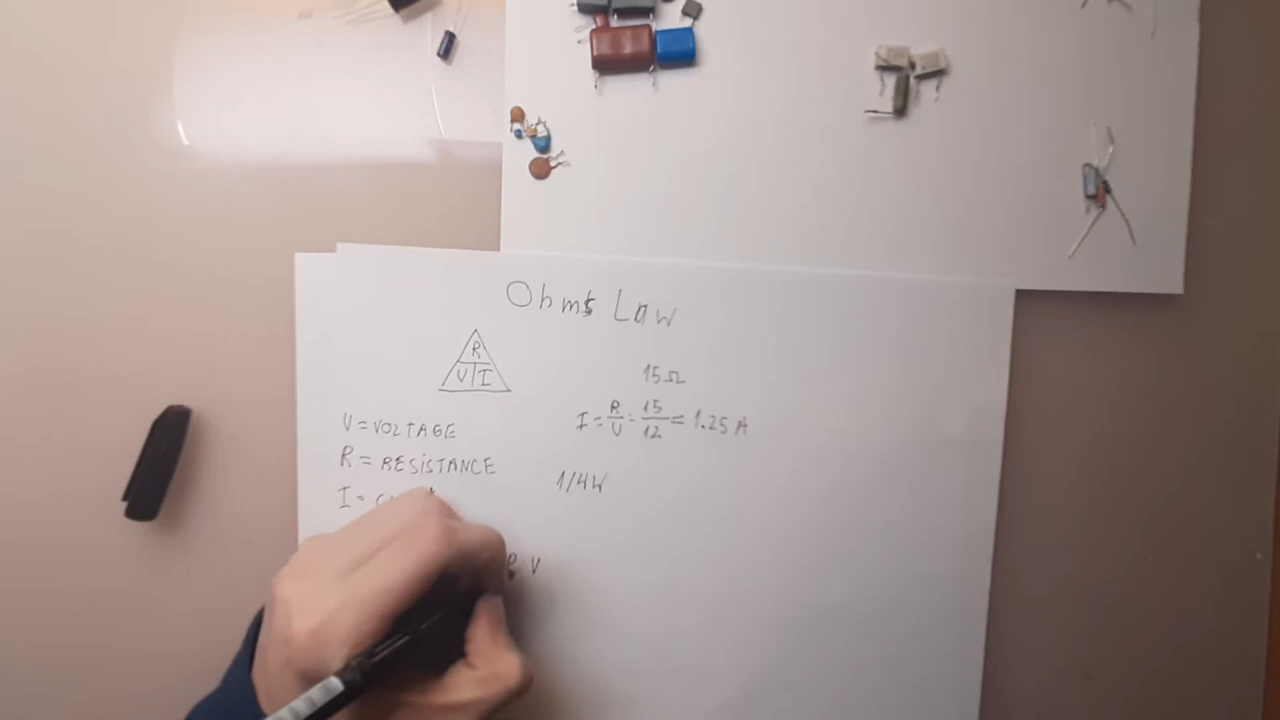 Ohms Law
R
V I
15Ω
I = R/V = 15/12 = 1.25 A
V = VOLTAGE
R = RESiSTANCE
1/4W
I =
V